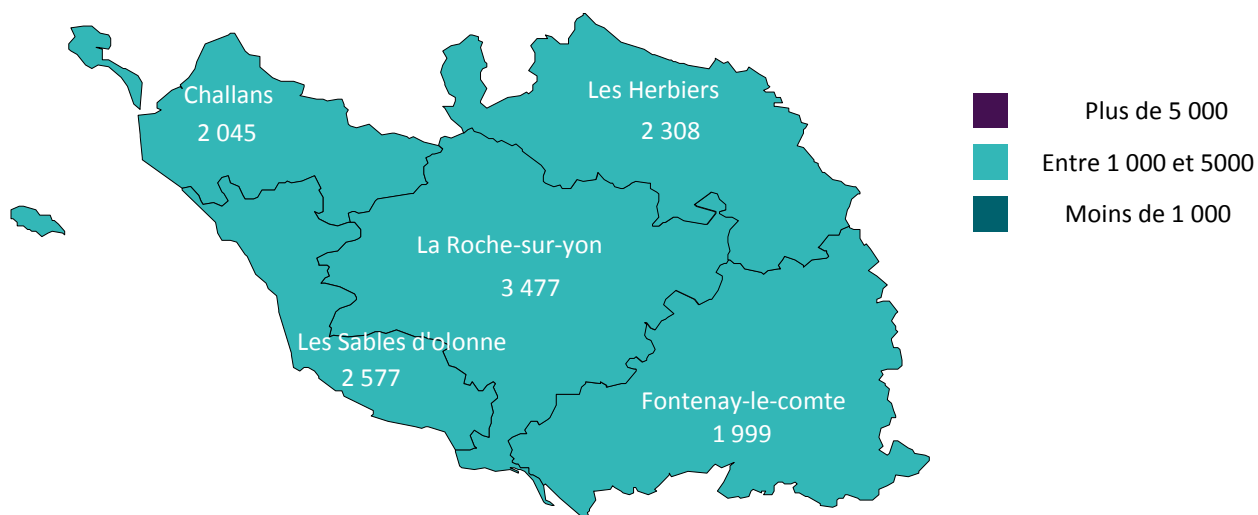 Challans
2 045
Les Herbiers
2 308
La Roche-sur-yon
3 477
Les Sables d'olonne
2 577
Fontenay-le-comte
1 999
Plus de 5 000
Entre 1 000 et 5000
Moins de 1 000